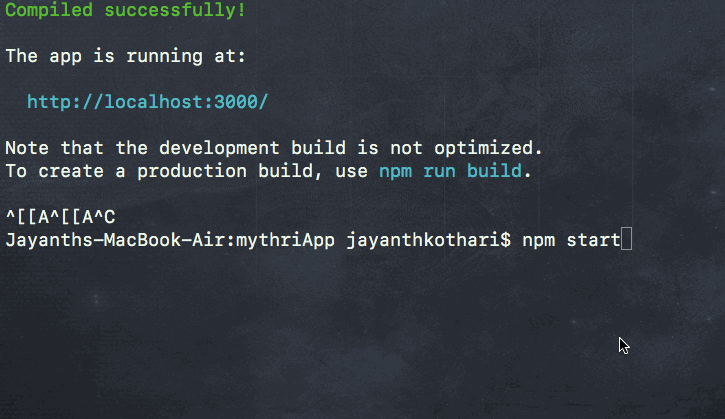 Compiled successfully!
The app is running at:
http://localhost:3000/
Note that the development build is not optimized.
To create a production build, use npm run build.
^[[A^[[A^C
Jayanths-MacBook-Air:mythriApp jayanthkothari$ npm start